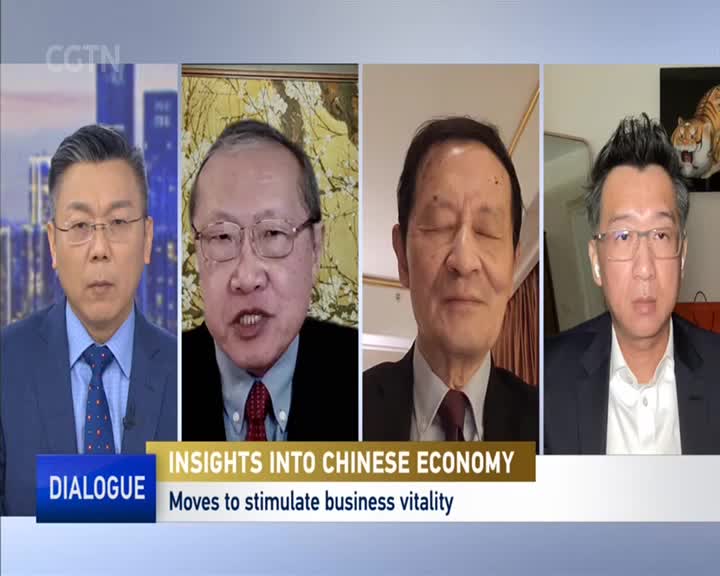 CGTN
INSIGHTS INTO CHINESE ECONOMY
DIALOGUE
Moves to stimulate business vitality